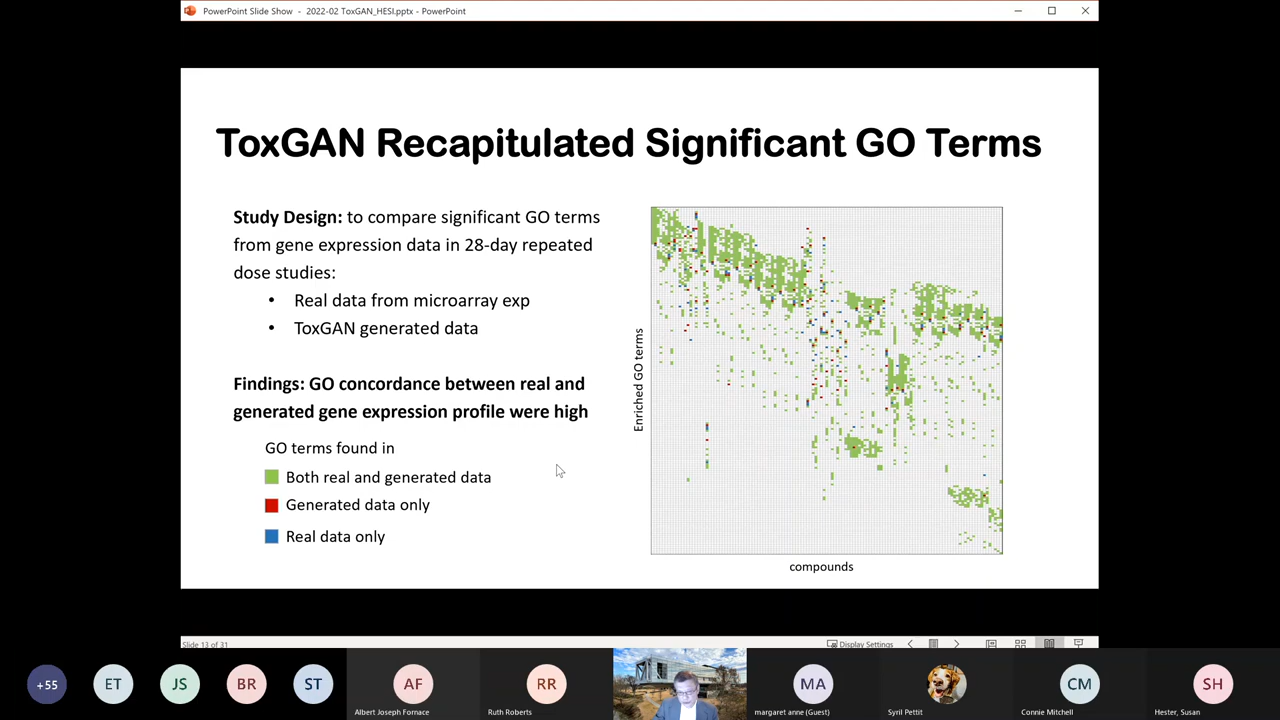 PowerPoint Slide Show - 2022-02 ToxGAN_HESI.pptx - PowerPoint
ToxGAN Recapitulated Significant GO Terms
Study Design: to compare significant GO terms
from gene expression data in 28-day repeated
dose studies:
• Real data from microarray exp
• ToxGAN generated data
Findings: GO concordance between real and
generated gene expression profile were high
GO terms found in
Both real and generated data
Generated data only
Real data only
Enriched GO terms
compounds
Slide 13 of 31
Display Settings
+55
ET
JS
BR
ST
AF
Albert Joseph Fornace
RR
Ruth Roberts
MA
margaret anne (Guest)
Syril Pettit
CM
Connie Mitchell
SH
Hester, Susan